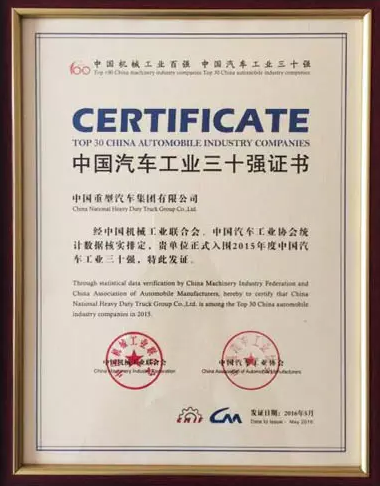 100 中国机械工业百强 中国汽车工业三十强
Top 100 China machinery industry companies Top 30 China automobile industry companies
CERTIFICATE
TOP 30 CHINA AUTOMOBILE INDUSTRY COMPANIES
中国汽车工业三十强证书
中国重型汽车集团有限公司
China National Heavy Duty Truck Group Co.,Ltd.
经中国机械工业联合会、中国汽车工业协会统
计数据核实排定，贵单位正式入围2015年度中国汽
车工业三十强，特此发证。
Through statistical data verification by China Machinery Industry Federation and
China Association of Automobile Manufacturers, hereby to certify that China
National Heavy Duty Truck Group Co.,Ltd. is among the Top 30 China automobile
industry companies in 2015.
中国机械工业联合会 中国汽车工业协会
China Machinery Industry Federation China Association of Automobile Manufacturers
CMIF
发证日期：2016年5月
Date to Issue: May 2016